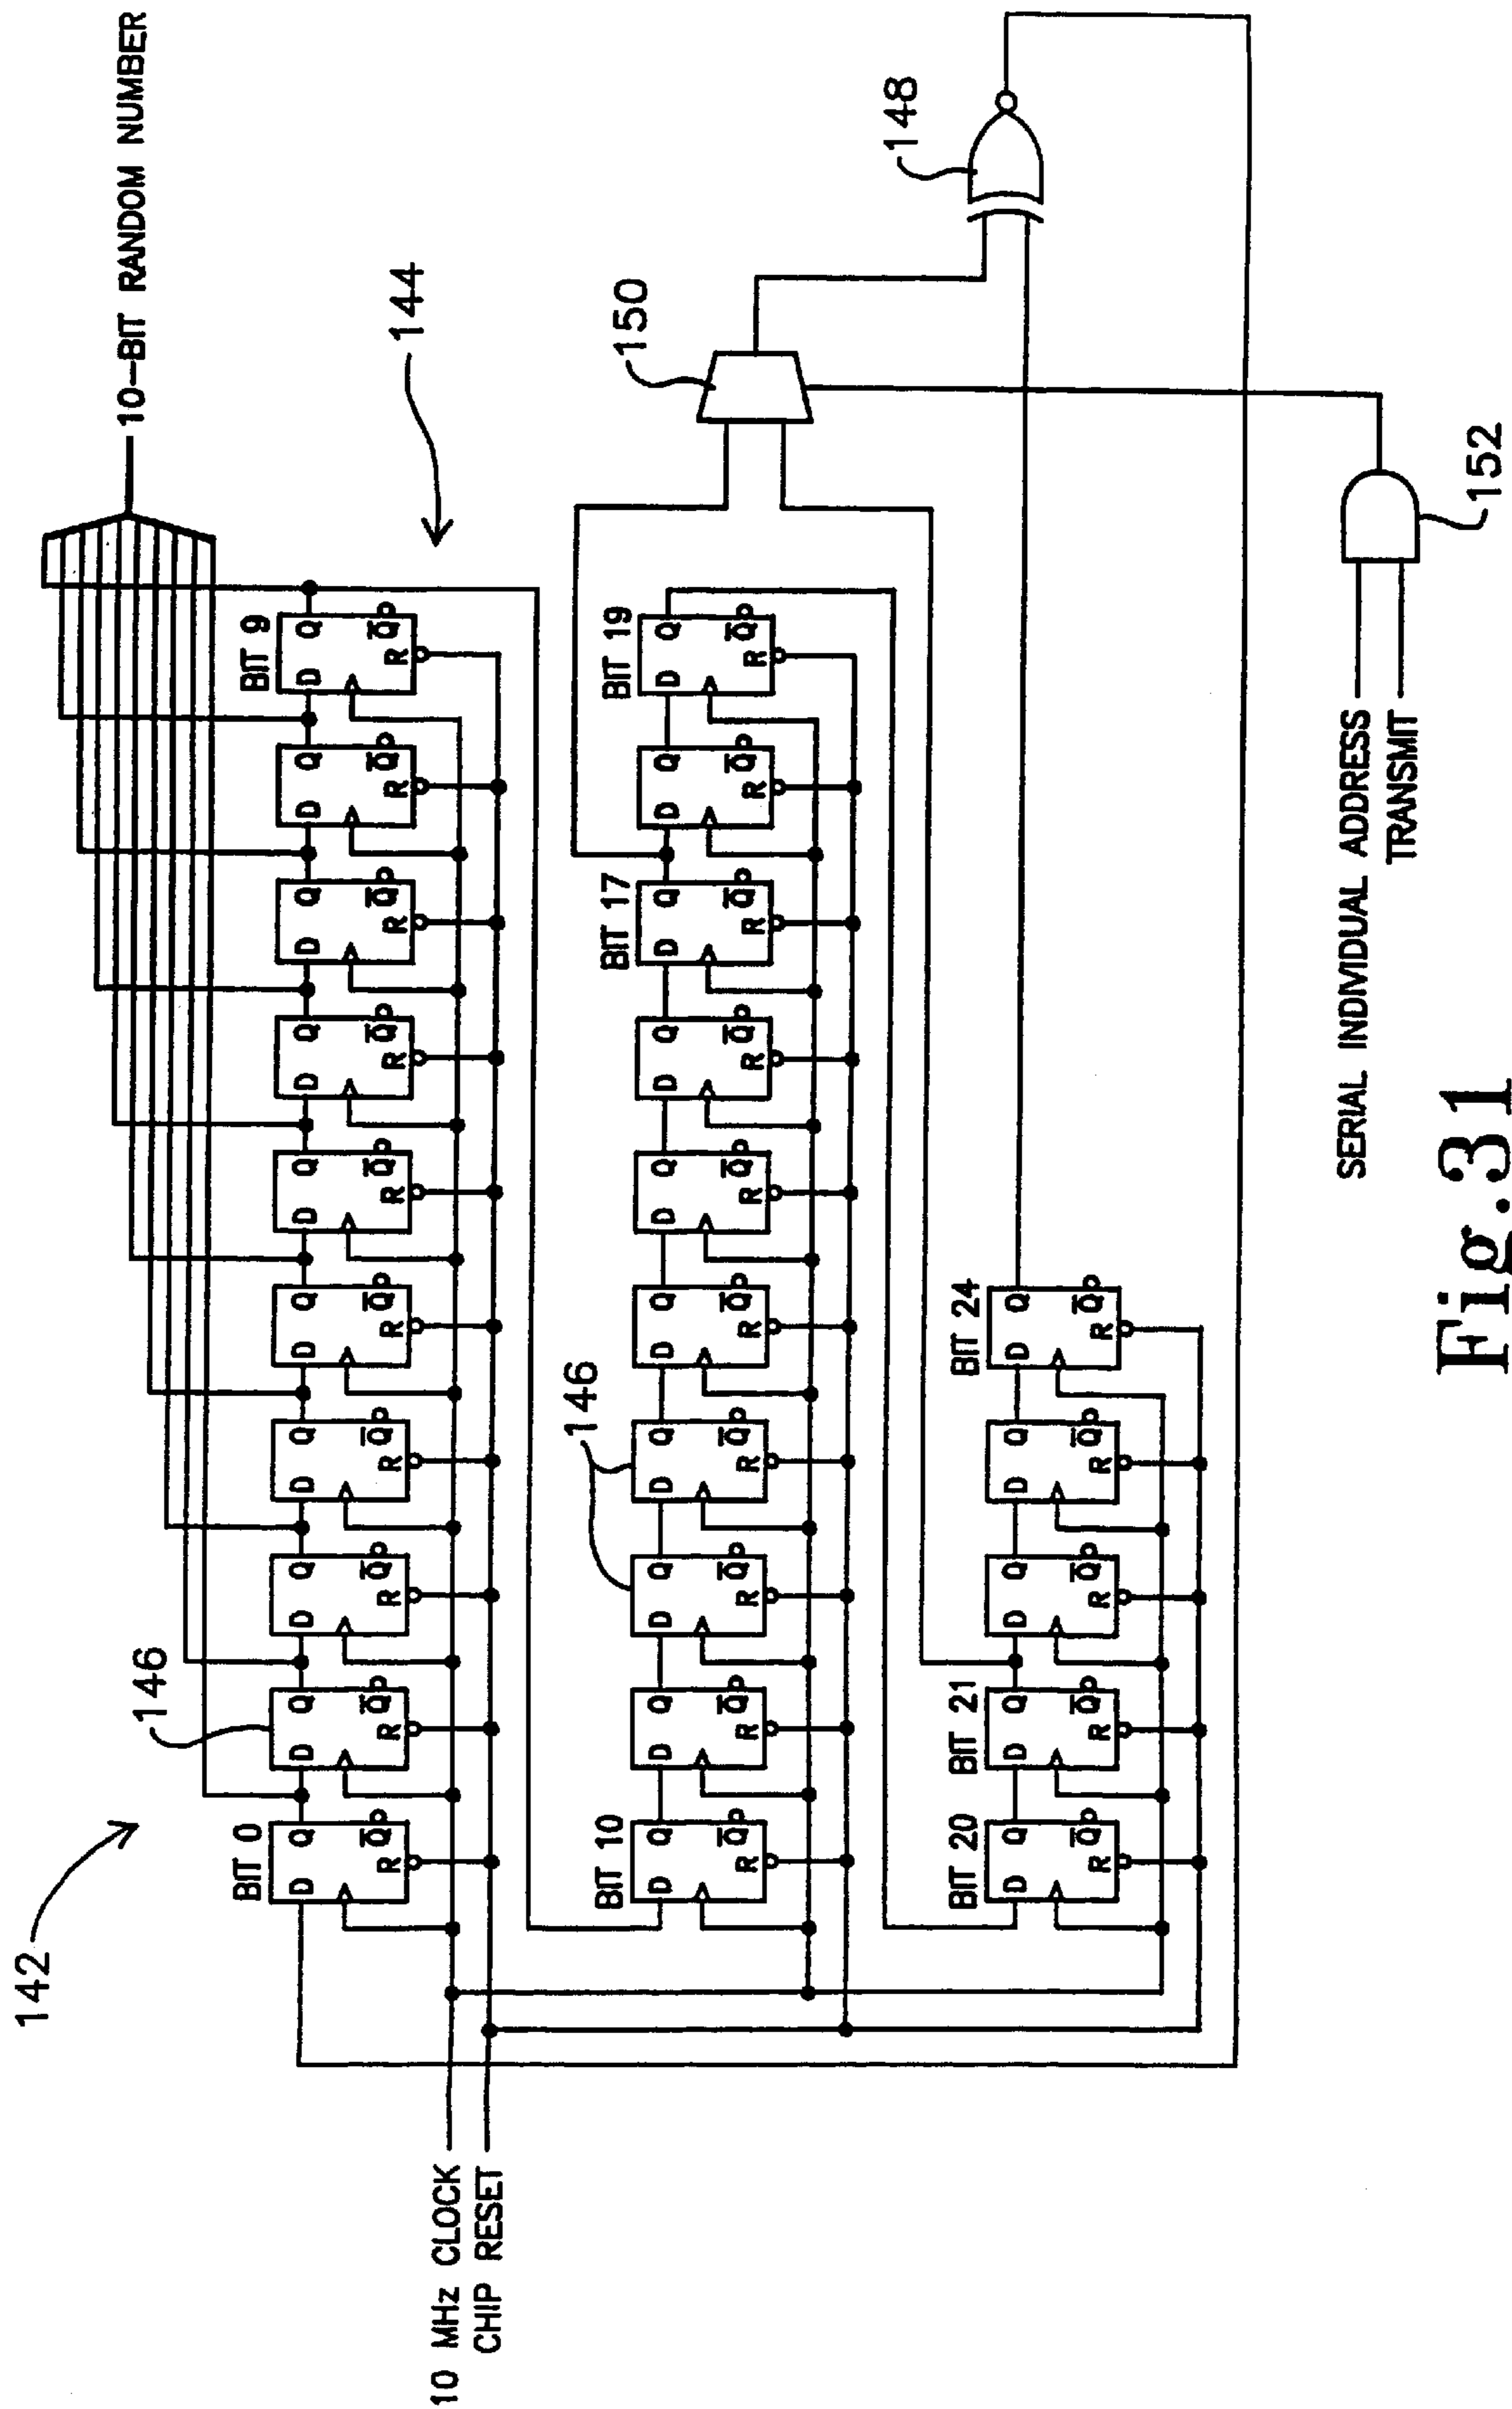 142
146
144
10-BIT RANDOM NUMBER
BIT 0
BIT 9
D Q Q̅ R
D Q Q̅ R
D Q Q̅ R
D Q Q̅ R
D Q Q̅ R
D Q Q̅ R
D Q Q̅ R
D Q Q̅ R
D Q Q̅ R
D Q Q̅ R
10 MHz CLOCK
CHIP RESET
146
150
BIT 10
BIT 17
BIT 19
D Q Q̅ R
D Q Q̅ R
D Q Q̅ R
D Q Q̅ R
D Q Q̅ R
D Q Q̅ R
D Q Q̅ R
D Q Q̅ R
D Q Q̅ R
D Q Q̅ R
148
BIT 20
BIT 21
BIT 24
D Q Q̅ R
D Q Q̅ R
D Q Q̅ R
D Q Q̅ R
D Q Q̅ R
SERIAL INDIVIDUAL ADDRESS
TRANSMIT
152
Fig.31